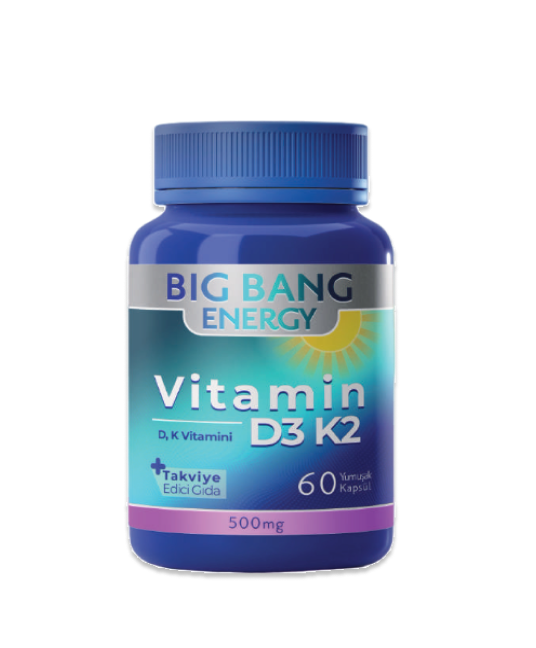 BIG BANG
ENERGY
Vitamin
D, K Vitamini
D3 K2
+Takviye
Edici Gıda
60 Yumuşak
Kapsül
500mg